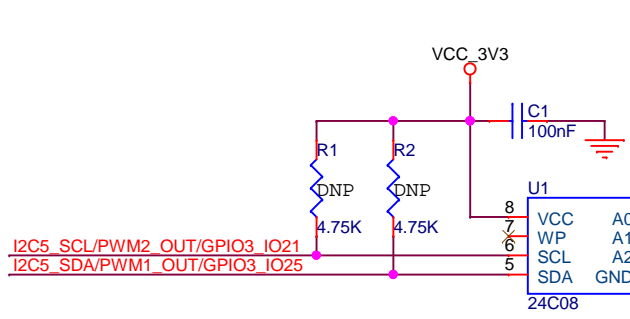 VCC_3V3
C1
100nF
R1
R2
DNP
DNP
4.75K
4.75K
U1
8
VCC
A0
7
WP
A1
I2C5_SCL/PWM2_OUT/GPIO3_IO21
6
SCL
A2
I2C5_SDA/PWM1_OUT/GPIO3_IO25
5
SDA
GND
24C08